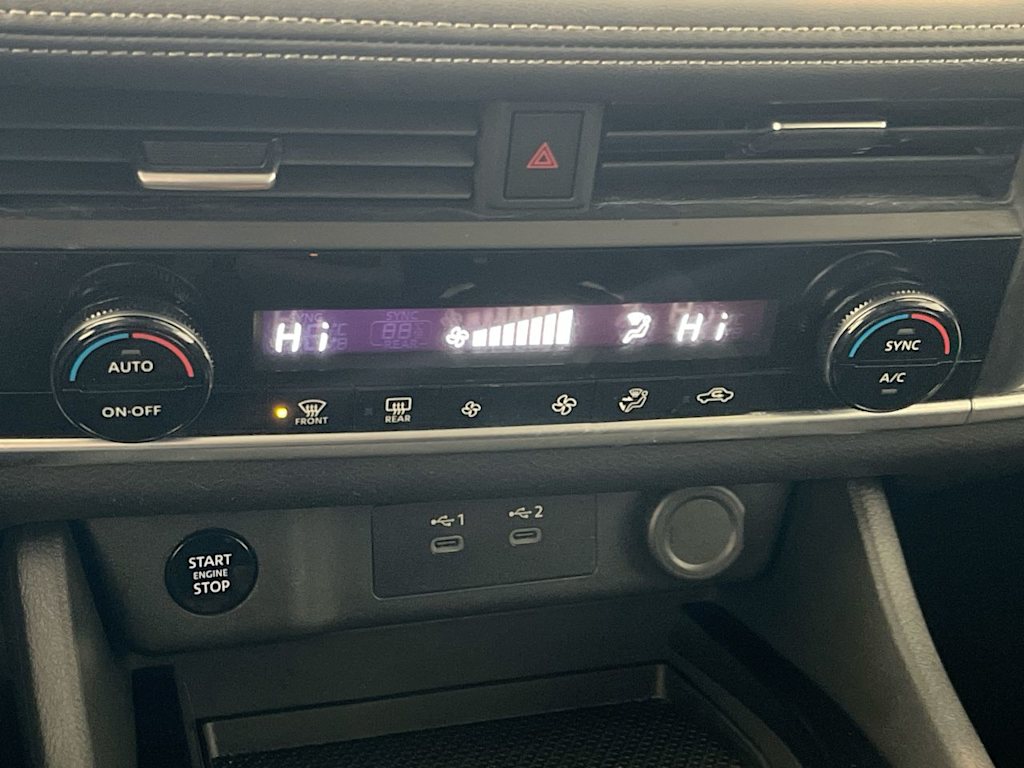 Hi
SYNC
88
REAR
Hi
AUTO
ON·OFF
SYNC
A/C
FRONT
REAR
1
2
START
ENGINE
STOP